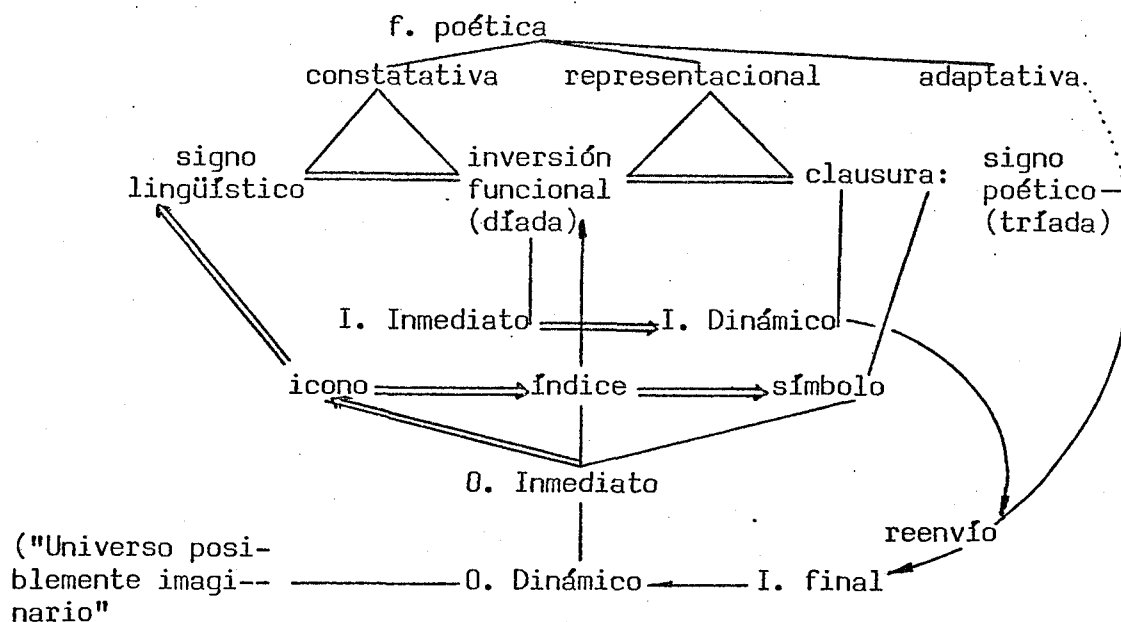 f. poética
constatativa representacional adaptativa.
signo lingüístico inversión funcional (díada) clausura: signo poético (tríada)
I. Inmediato I. Dinámico
icono índice símbolo
O. Inmediato
reenvío
("Universo posi-
blemente imagi-
nario"
O. Dinámico I. final